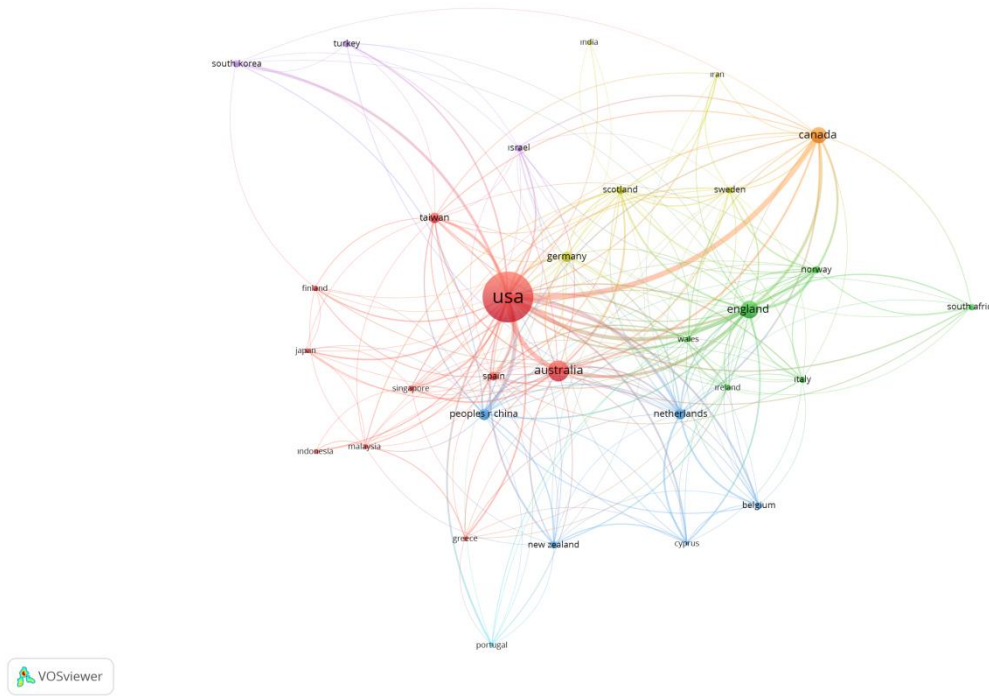 india
turkey
south korea
iran
canada
israel
scotland
sweden
taiwan
germany
norway
finland
usa
england
south afric
wales
japan
australia
spain
italy
singapore
ireland
peoples r china
netherlands
malaysia
indonesia
belgium
greece
new zealand
cyprus
portugal
VOSviewer